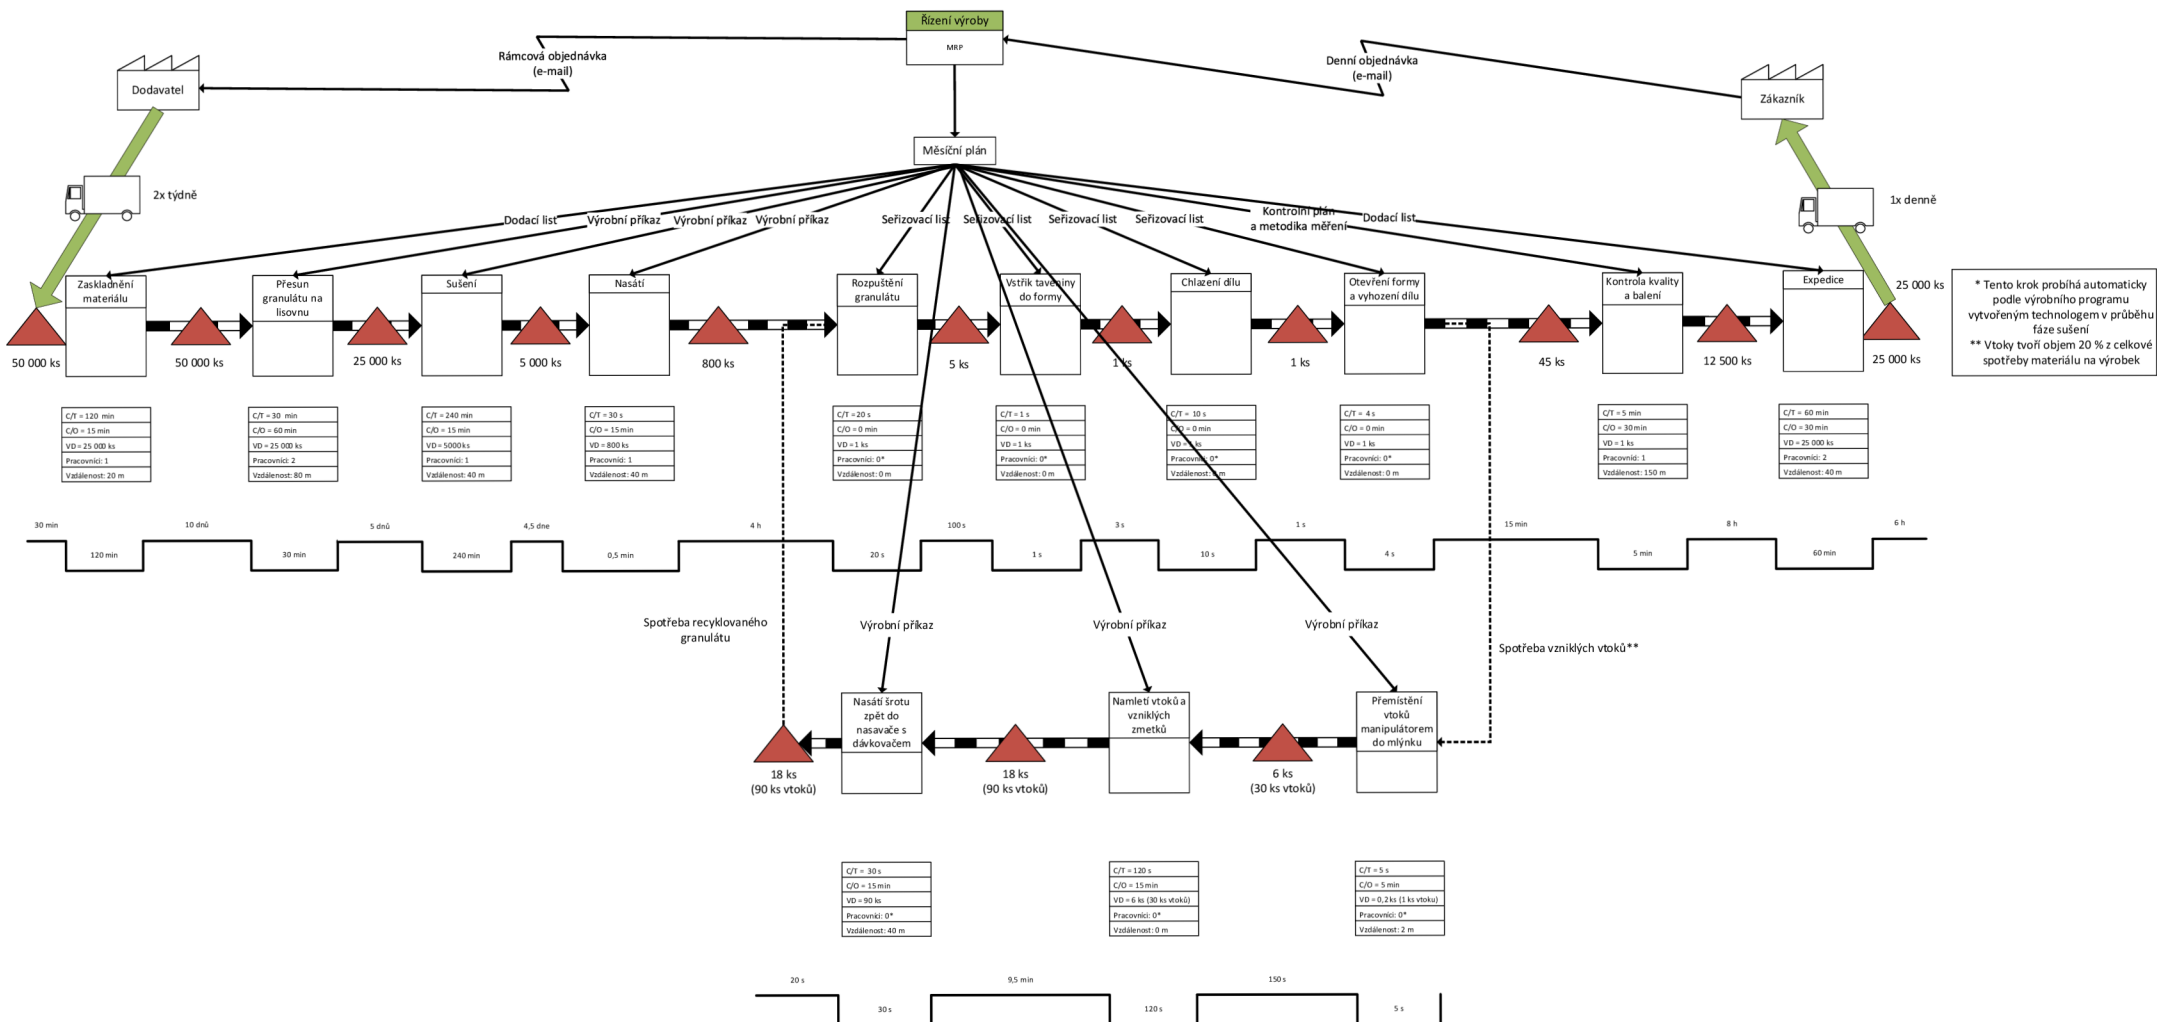 Řízení výroby
MRP
Rámcová objednávka
(e-mail)
Denní objednávka
(e-mail)
Dodavatel
Zákazník
Měsíční plán
2x týdně
1x denně
Dodací list
Výrobní příkaz
Výrobní příkaz
Výrobní příkaz
Seřizovací list
Seřizovací list
Seřizovací list
Seřizovací list
Kontrolní plán
a metodika měření
Dodací list
Zaskladnění
materiálu
Přesun
granulátu na
lisovnu
Sušení
Nasátí
Rozpuštění
granulátu
Vstřik taveniny
do formy
Chlazení dílu
Otevření formy
a vyhození dílu
Kontrola kvality
a balení
Expedice
25 000 ks
* Tento krok probíhá automaticky
podle výrobního programu
vytvořeným technologem v průběhu
fáze sušení
** Vtoky tvoří objem 20 % z celkové
spotřeby materiálu na výrobek
50 000 ks
50 000 ks
25 000 ks
5 000 ks
800 ks
5 ks
1 ks
1 ks
45 ks
12 500 ks
25 000 ks
C/T = 120 min
C/O = 15 min
VD = 25 000 ks
Pracovníci: 1
Vzdálenost: 20 m
C/T = 30 min
C/O = 60 min
VD = 25 000 ks
Pracovníci: 2
Vzdálenost: 80 m
C/T = 240 min
C/O = 15 min
VD = 5000 ks
Pracovníci: 1
Vzdálenost: 40 m
C/T = 30 s
C/O = 15 min
VD = 800 ks
Pracovníci: 1
Vzdálenost: 40 m
C/T = 20 s
C/O = 0 min
VD = 1 ks
Pracovníci: 0*
Vzdálenost: 0 m
C/T = 1 s
C/O = 0 min
VD = 1 ks
Pracovníci: 0*
Vzdálenost: 0 m
C/T = 10 s
C/O = 0 min
VD = 1 ks
Pracovníci: 0*
Vzdálenost: 0 m
C/T = 4 s
C/O = 0 min
VD = 1 ks
Pracovníci: 0*
Vzdálenost: 0 m
C/T = 5 min
C/O = 30 min
VD = 1 ks
Pracovníci: 1
Vzdálenost: 150 m
C/T = 60 min
C/O = 30 min
VD = 25 000 ks
Pracovníci: 2
Vzdálenost: 40 m
30 min
10 dnů
5 dnů
4,5 dne
4 h
100 s
3 s
1 s
15 min
8 h
6 h
120 min
30 min
240 min
0,5 min
20 s
1 s
10 s
4 s
5 min
60 min
Spotřeba recyklovaného
granulátu
Výrobní příkaz
Výrobní příkaz
Výrobní příkaz
Spotřeba vzniklých vtoků**
Nasátí šrotu
zpět do
nasavače s
dávkovačem
Namletí vtoků a
vzniklých
zmetků
Přemístění
vtoků
manipulátorem
do mlýnku
18 ks
(90 ks vtoků)
18 ks
(90 ks vtoků)
6 ks
(30 ks vtoků)
C/T = 30 s
C/O = 15 min
VD = 90 ks
Pracovníci: 0*
Vzdálenost: 40 m
C/T = 120 s
C/O = 15 min
VD = 6 ks (30 ks vtoků)
Pracovníci: 0*
Vzdálenost: 0 m
C/T = 5 s
C/O = 5 min
VD = 0,2 ks (1 ks vtoku)
Pracovníci: 0*
Vzdálenost: 2 m
20 s
9,5 min
150 s
30 s
120 s
5 s